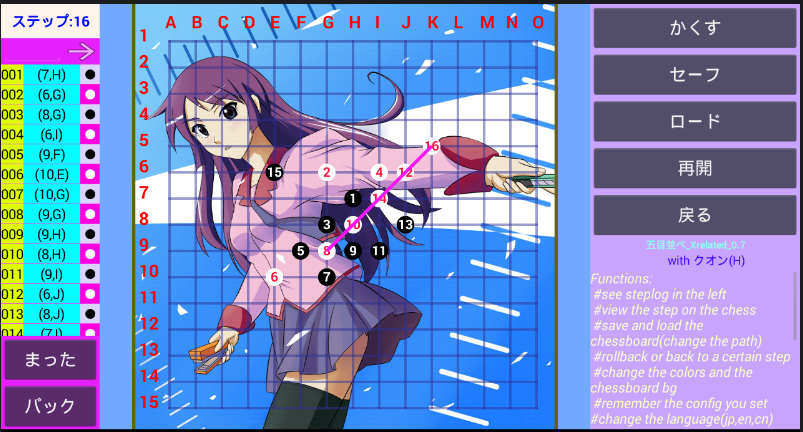 ステップ:16
001 (7,H)
002 (6,G)
003 (8,G)
004 (6,I)
005 (9,F)
006 (10,E)
007 (10,G)
008 (9,G)
009 (9,H)
010 (8,H)
011 (9,I)
012 (6,J)
013 (8,J)
014 (7,I)
まった
バック
A B C D E F G H I J K L M N O
1
2
3
4
5
16
6
15 2 4 12
7
1 14
8
3 10 13
9
5 8 9 11
10
6 7
11
12
13
14
15
かくす
セーフ
ロード
再開
戻る
五目並べ_Xrelated_0.7
with クオン(H)
Functions:
#see steplog in the left
#view the step on the chess
#save and load the
chessboard(change the path)
#rollback or back to a certain step
#change the colors and the
chessboard bg
#remember the config you set
#change the language(jp,en,cn)